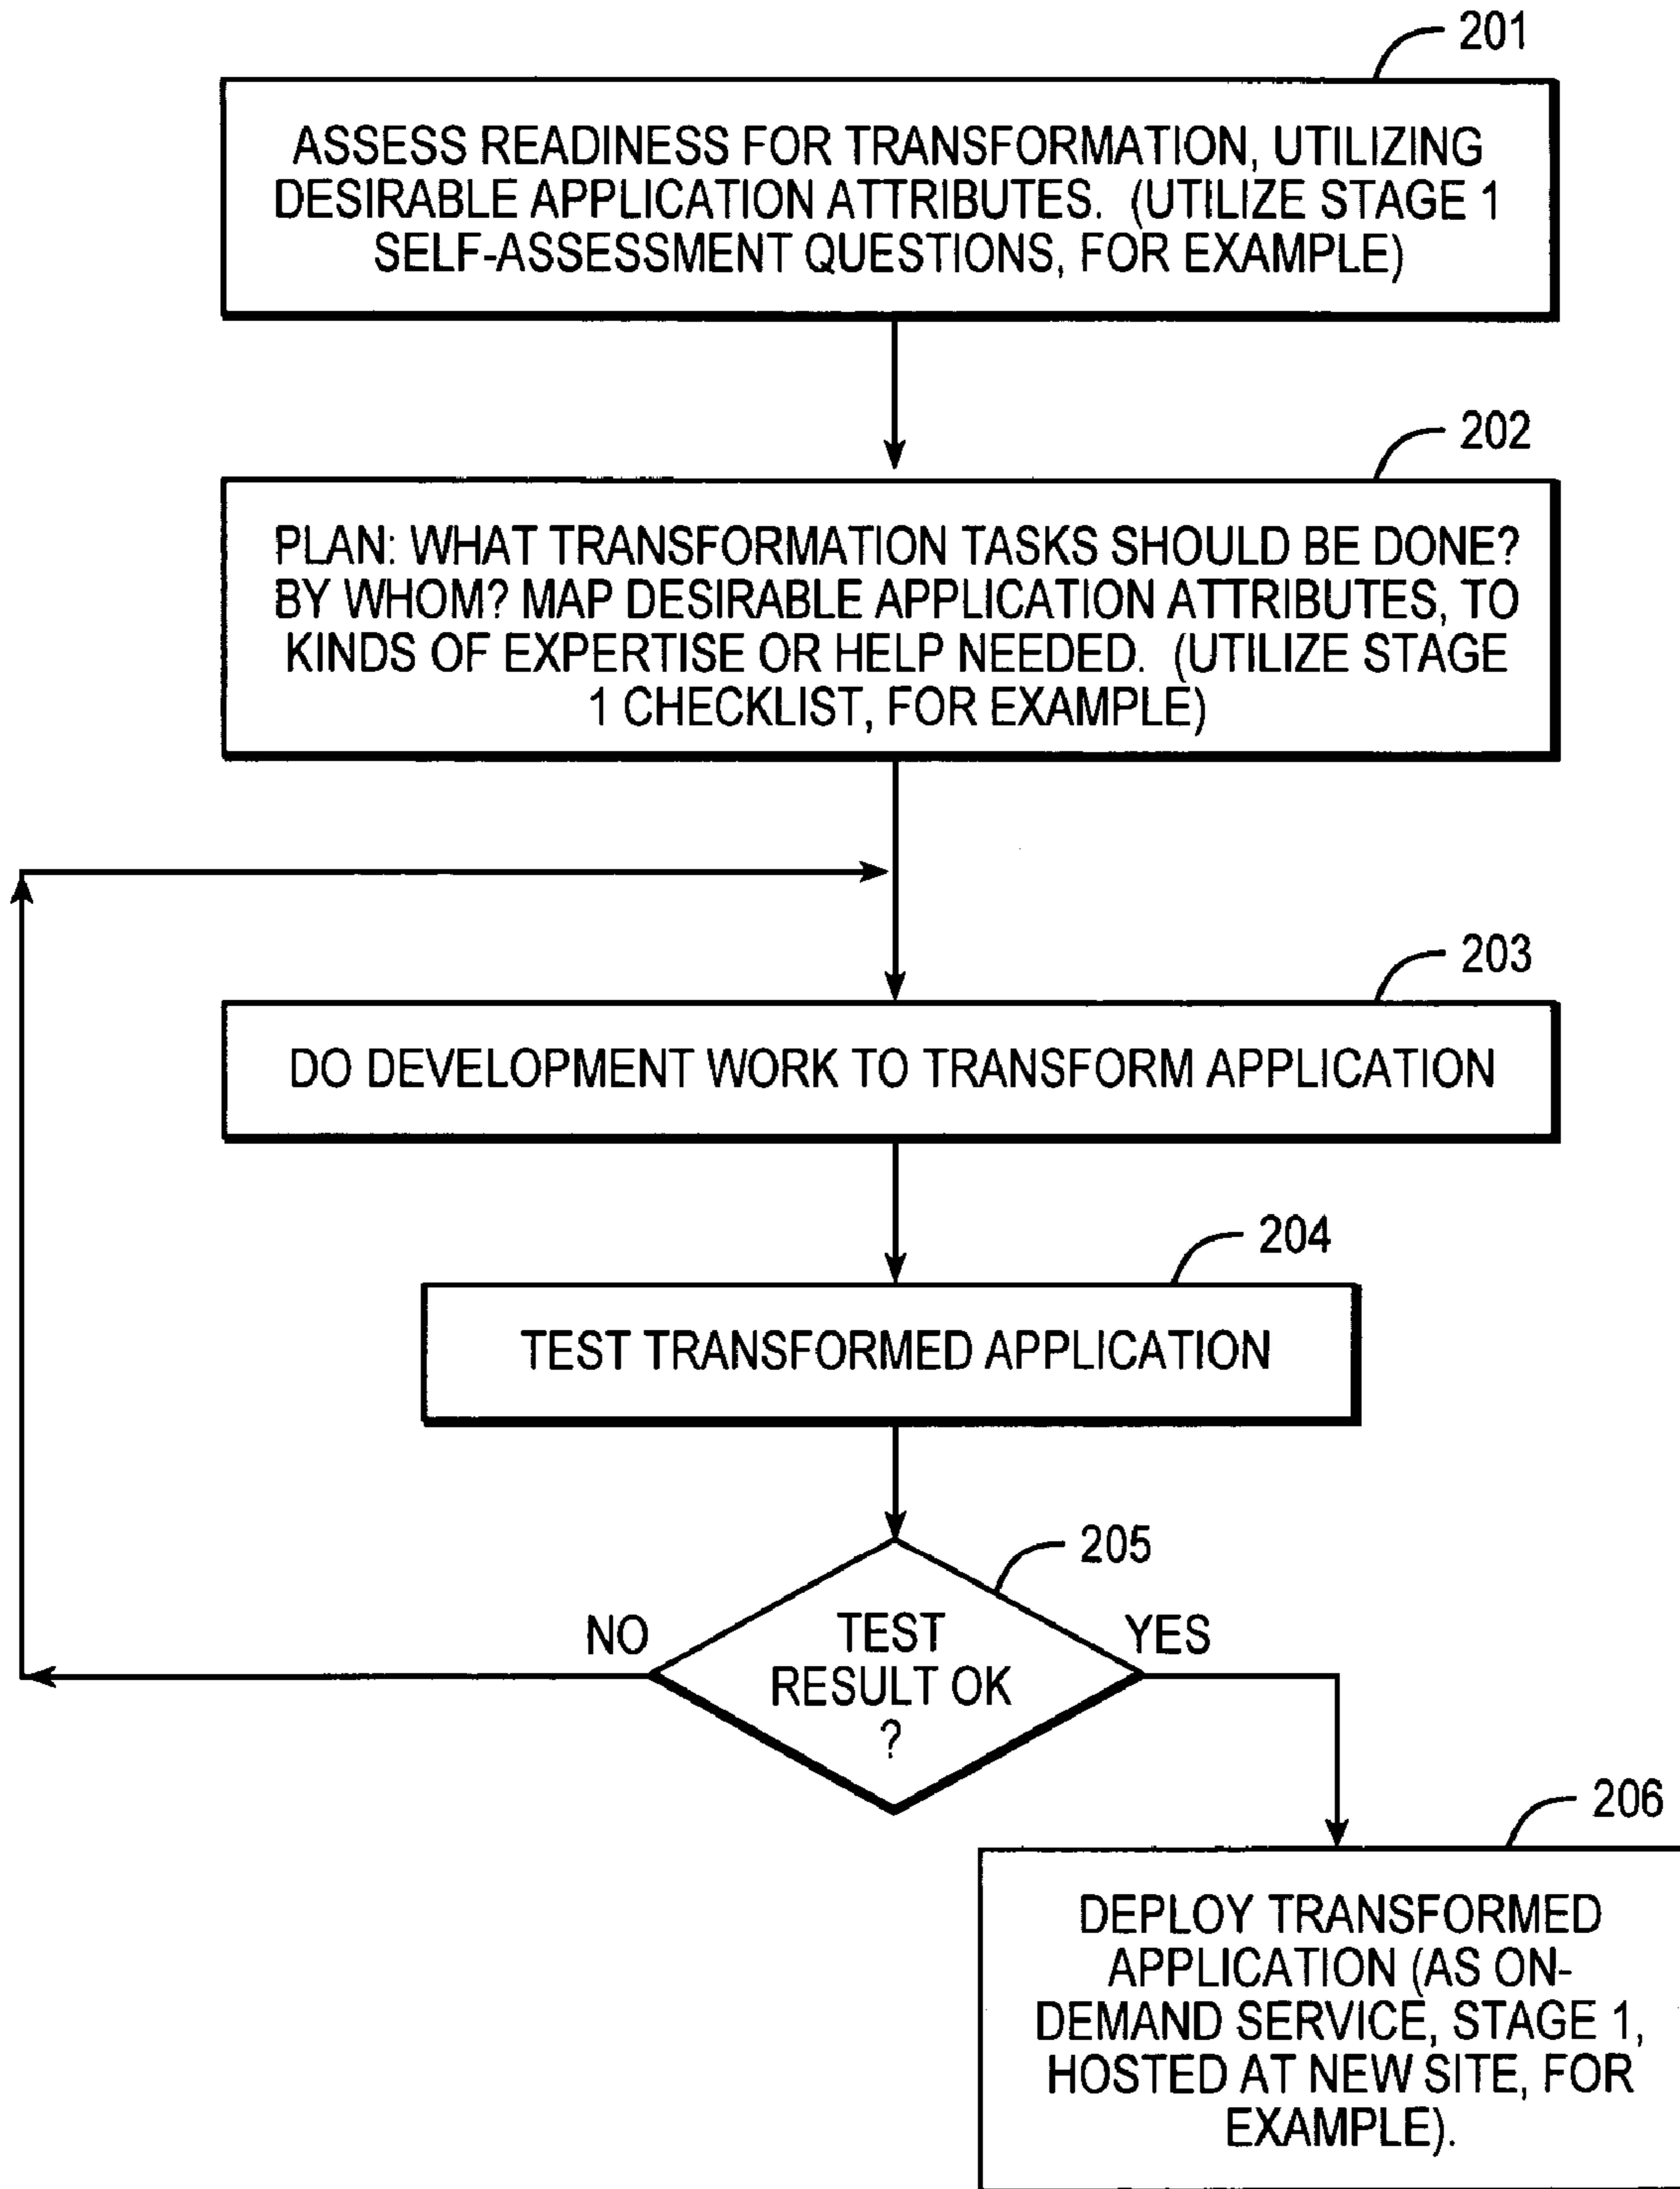 201
ASSESS READINESS FOR TRANSFORMATION, UTILIZING
DESIRABLE APPLICATION ATTRIBUTES. (UTILIZE STAGE 1
SELF-ASSESSMENT QUESTIONS, FOR EXAMPLE)
202
PLAN: WHAT TRANSFORMATION TASKS SHOULD BE DONE?
BY WHOM? MAP DESIRABLE APPLICATION ATTRIBUTES, TO
KINDS OF EXPERTISE OR HELP NEEDED. (UTILIZE STAGE
1 CHECKLIST, FOR EXAMPLE)
203
DO DEVELOPMENT WORK TO TRANSFORM APPLICATION
204
TEST TRANSFORMED APPLICATION
205
NO
TEST
RESULT OK
?
YES
206
DEPLOY TRANSFORMED
APPLICATION (AS ON-
DEMAND SERVICE, STAGE 1,
HOSTED AT NEW SITE, FOR
EXAMPLE).